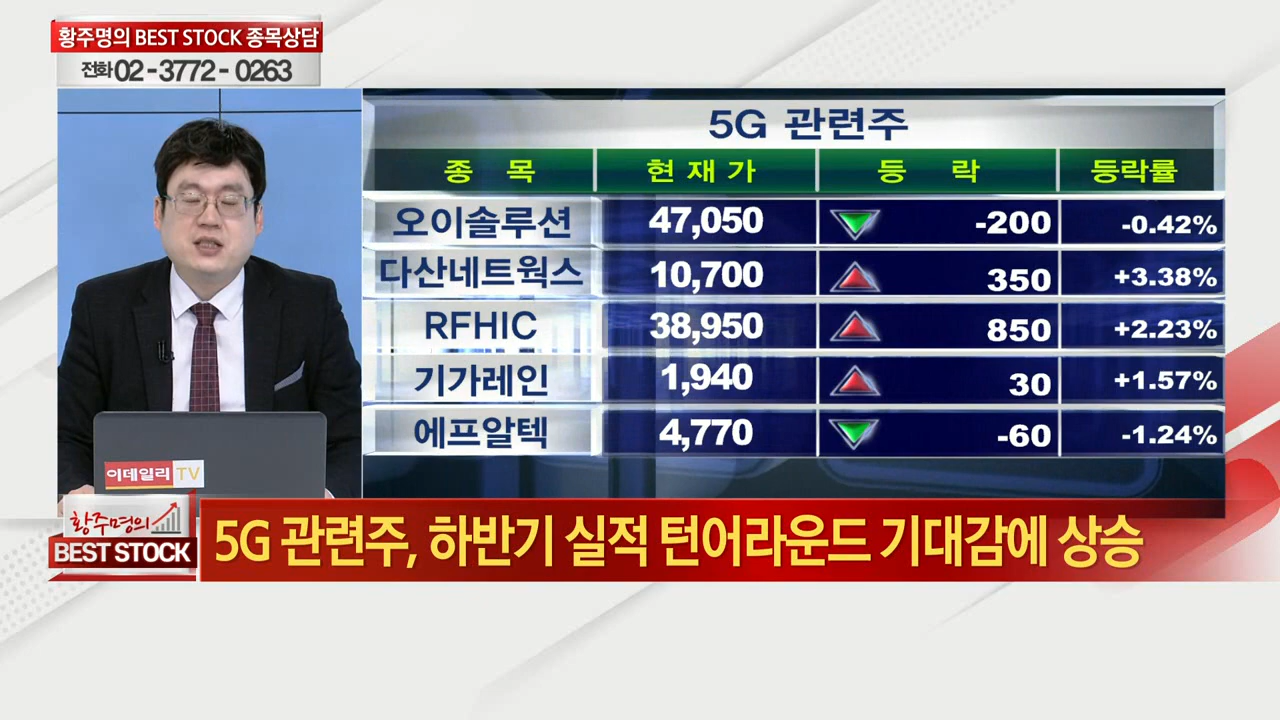 황주명의 BEST STOCK 종목상담
전화 02-3772-0263
5G 관련주
종 목 현재가 등 락 등락률
오이솔루션 47,050 -200 -0.42%
다산네트웍스 10,700 350 +3.38%
RFHIC 38,950 850 +2.23%
기가레인 1,940 30 +1.57%
에프알텍 4,770 -60 -1.24%
이데일리 TV
황주명의
BEST STOCK
5G 관련주, 하반기 실적 턴어라운드 기대감에 상승